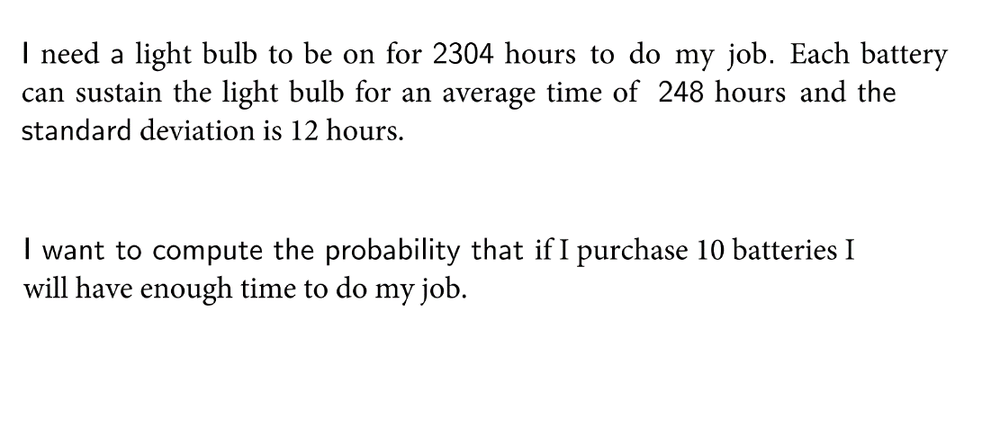 I need a light bulb to be on for 2304 hours to do my job. Each battery
can sustain the light bulb for an average time of 248 hours and the
standard deviation is 12 hours.
I want to compute the probability that if I purchase 10 batteries I
will have enough time to do my job.